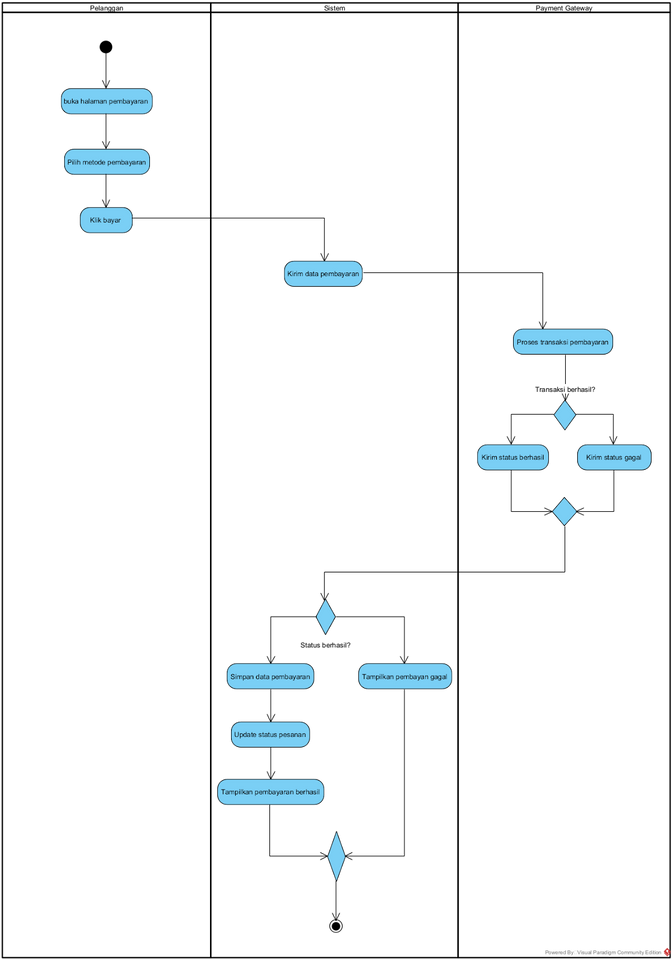 Pelanggan
Sistem
Payment Gateway
buka halaman pembayaran
Pilih metode pembayaran
Klik bayar
Kirim data pembayaran
Proses transaksi pembayaran
Transaksi berhasil?
Kirim status berhasil
Kirim status gagal
Status berhasil?
Simpan data pembayaran
Tampilkan pembayan gagal
Update status pesanan
Tampilkan pembayaran berhasil
Powered By: Visual Paradigm Community Edition